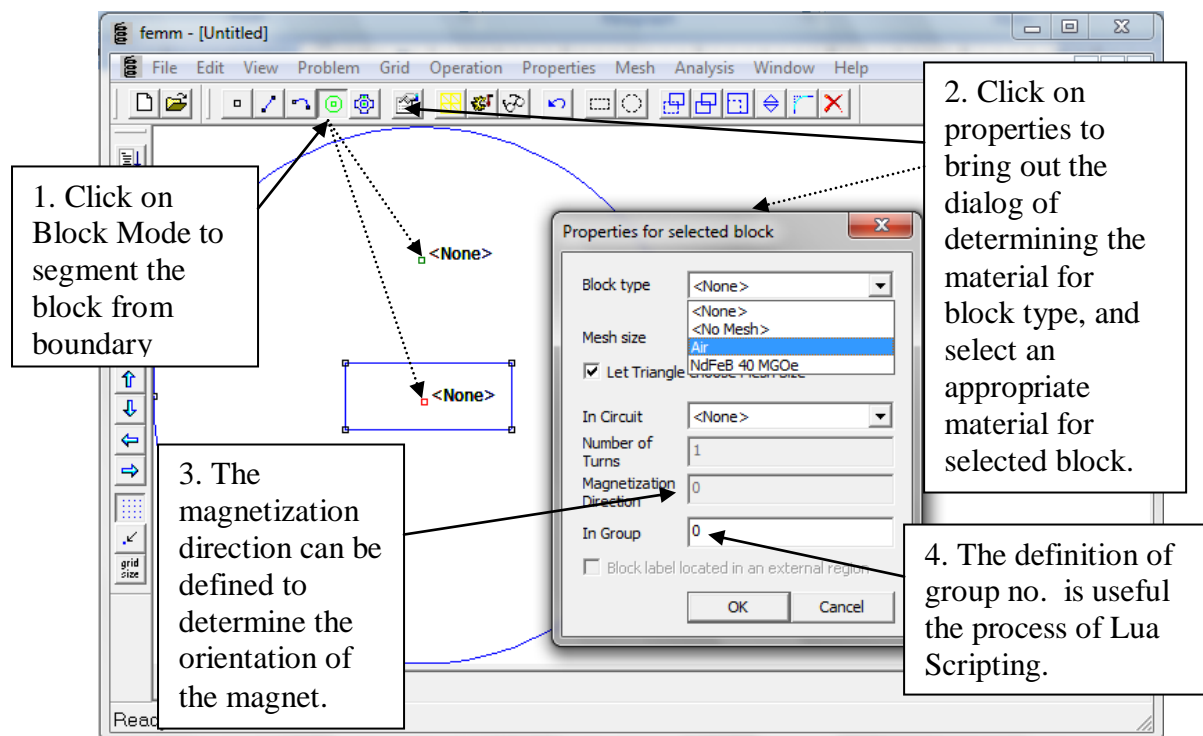 femm - [Untitled]
File Edit View Problem Grid Operation Properties Mesh Analysis Window Help
1. Click on
Block Mode to
segment the
block from
boundary
2. Click on
properties to
bring out the
dialog of
determining the
material for
block type, and
select an
appropriate
material for
selected block.
<None>
<None>
Properties for selected block
Block type <None>
<None>
<No Mesh>
Air
NdFeB 40 MGOe
Mesh size
Let Triangle choose Mesh Size
In Circuit <None>
Number of
Turns
1
Magnetization
Direction
0
In Group 0
Block label located in an external region
OK Cancel
3. The
magnetization
direction can be
defined to
determine the
orientation of
the magnet.
4. The definition of
group no. is useful
the process of Lua
Scripting.
grid
size